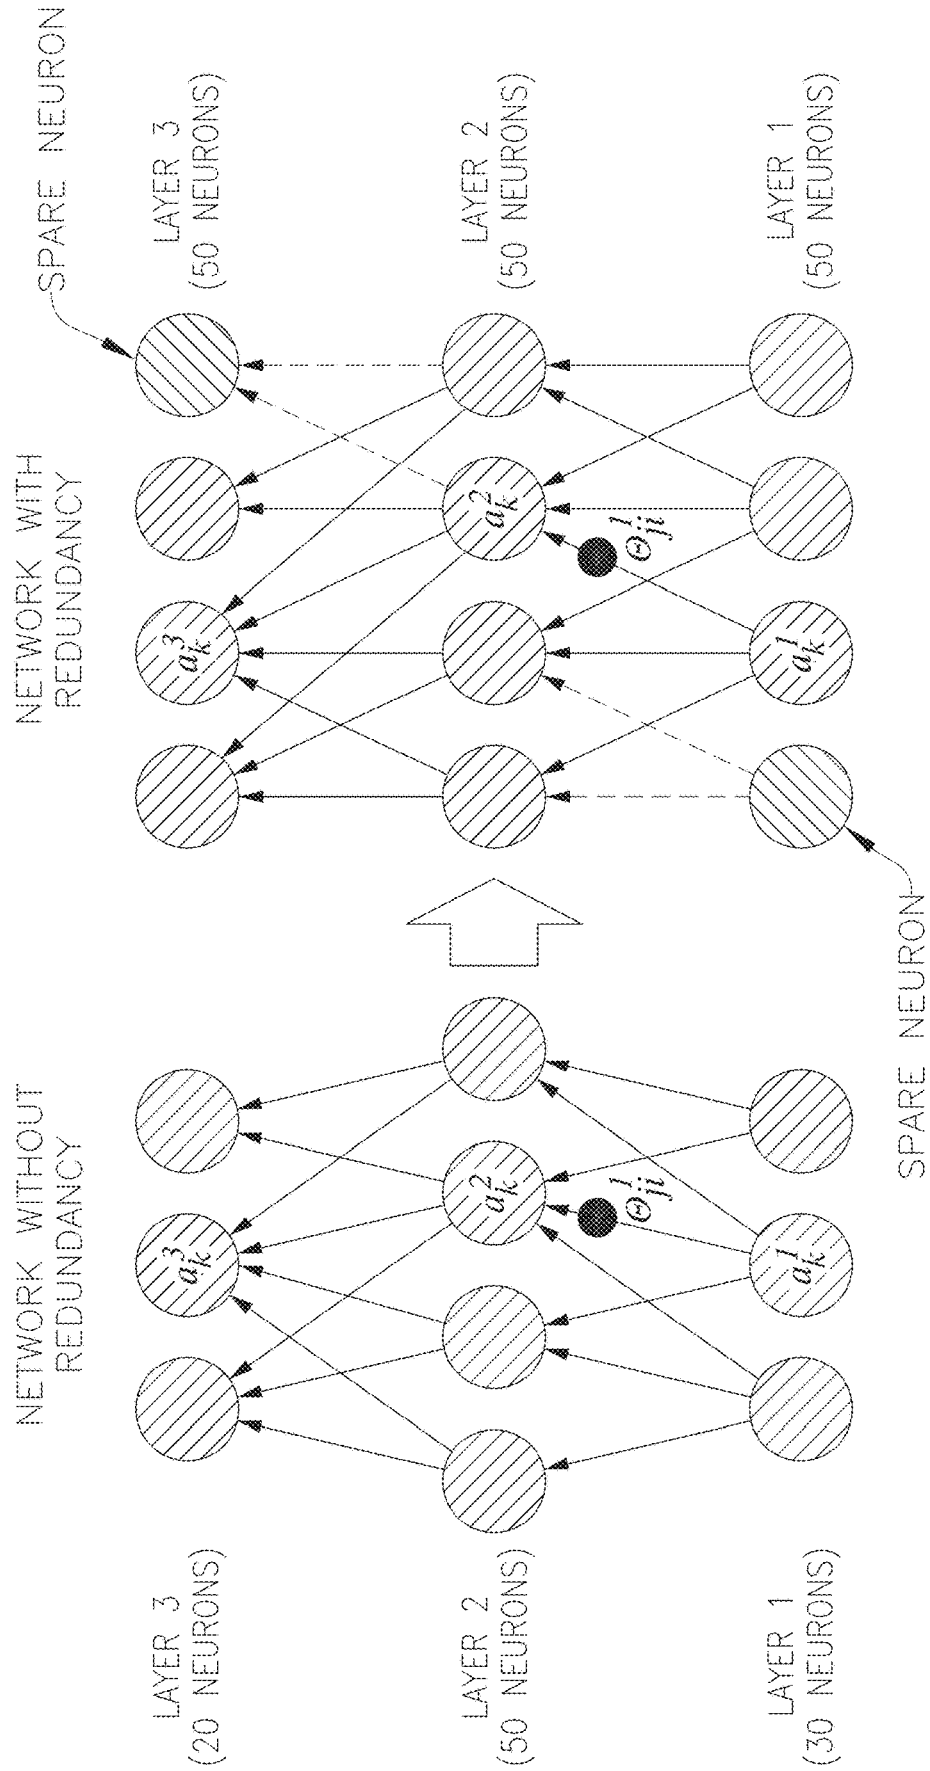 NETWORK WITHOUT
REDUNDANCY
LAYER 3
(20 NEURONS)
a_k^3
LAYER 2
(50 NEURONS)
a_k^2
Θ_ji^1
LAYER 1
(30 NEURONS)
a_k^1
NETWORK WITH
REDUNDANCY
SPARE NEURON
a_k^3
LAYER 3
(50 NEURONS)
a_k^2
LAYER 2
(50 NEURONS)
Θ_ji^1
a_k^1
LAYER 1
(50 NEURONS)
SPARE NEURON